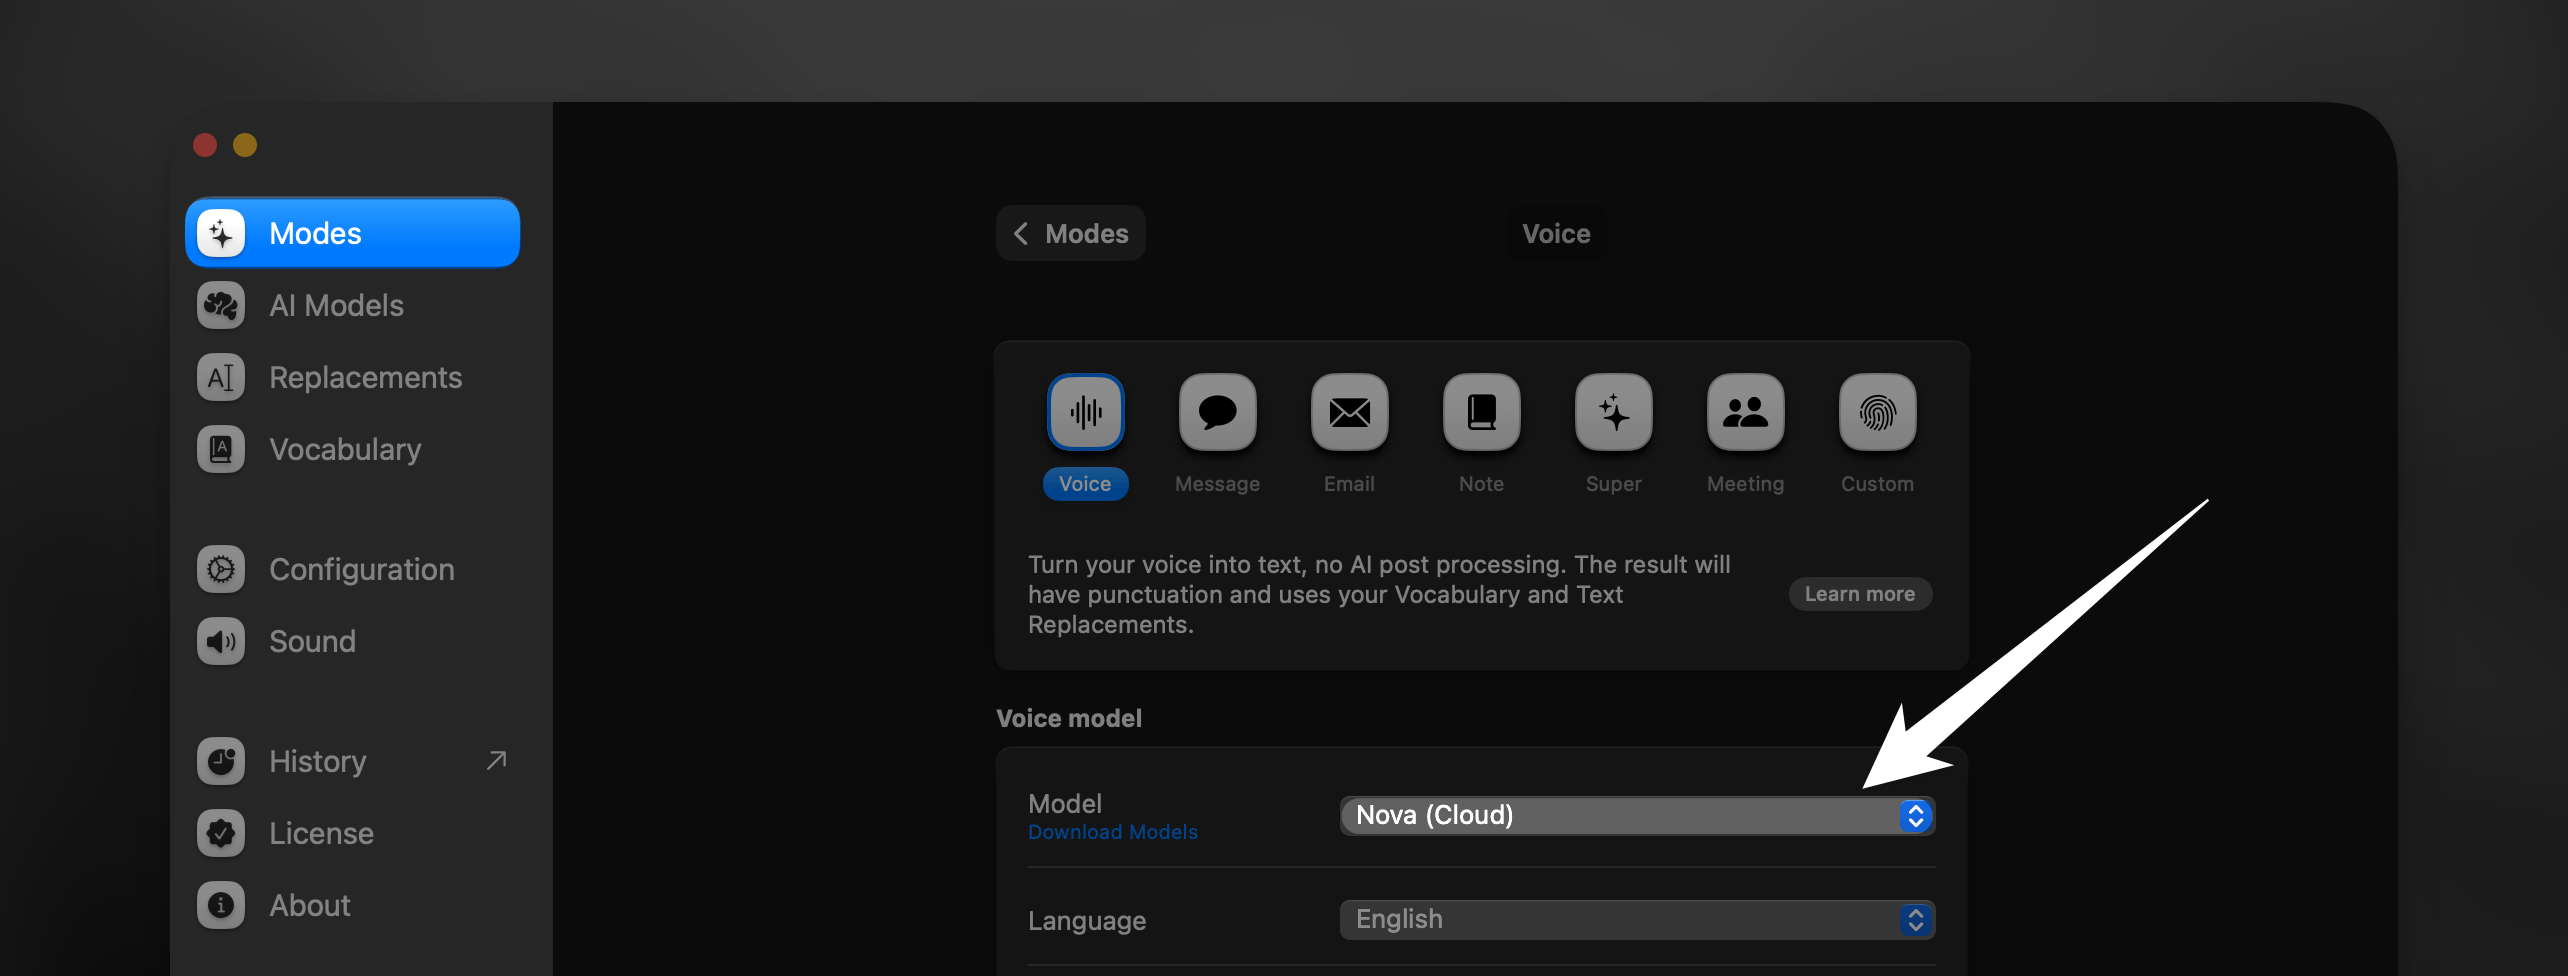 Modes
AI Models
Replacements
Vocabulary
Configuration
Sound
History
License
About
Modes
Voice
Voice
Message
Email
Note
Super
Meeting
Custom
Turn your voice into text, no AI post processing. The result will
have punctuation and uses your Vocabulary and Text
Replacements.
Learn more
Voice model
Model
Download Models
Nova (Cloud)
Language
English